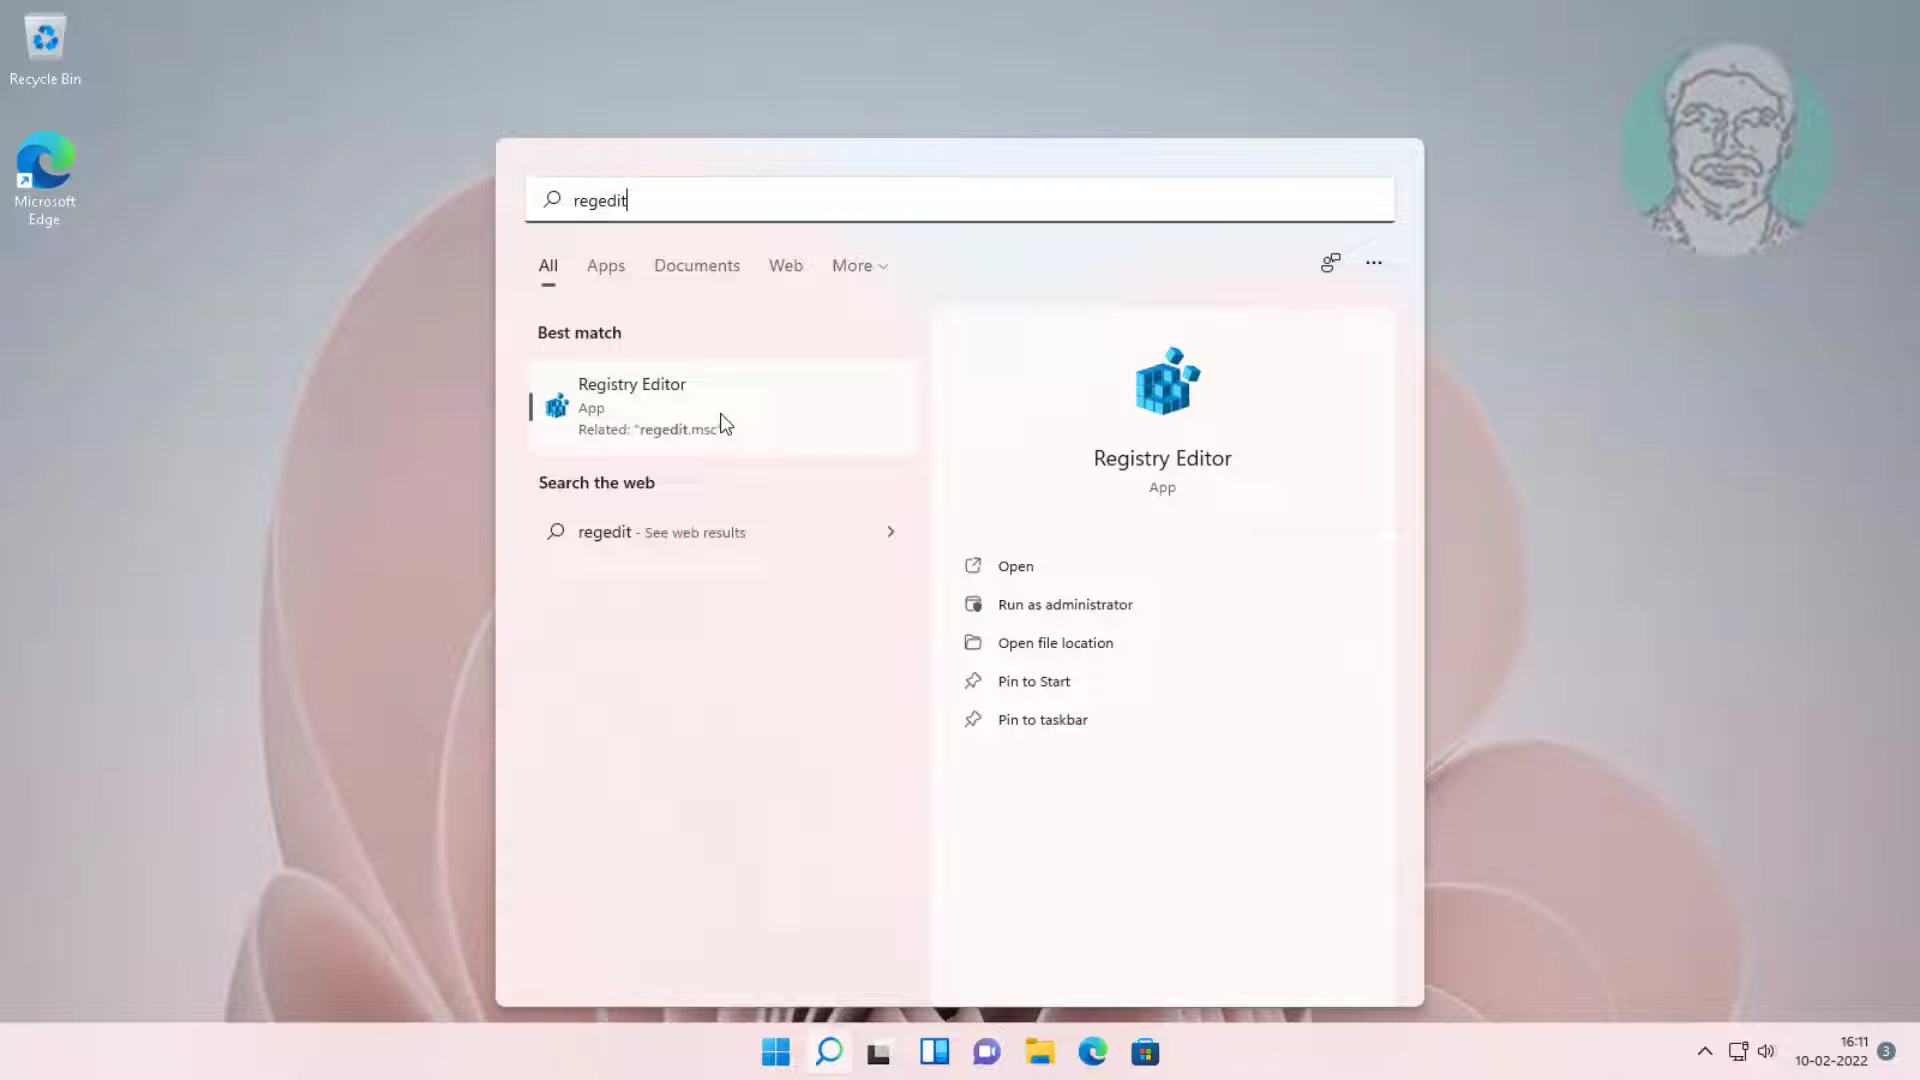 Recycle Bin
Microsoft
Edge
regedit
All Apps Documents Web More
Best match
Registry Editor
App
Related: "regedit.msc"
Search the web
regedit - See web results
Registry Editor
App
Open
Run as administrator
Open file location
Pin to Start
Pin to taskbar
16:11
10-02-2022
3